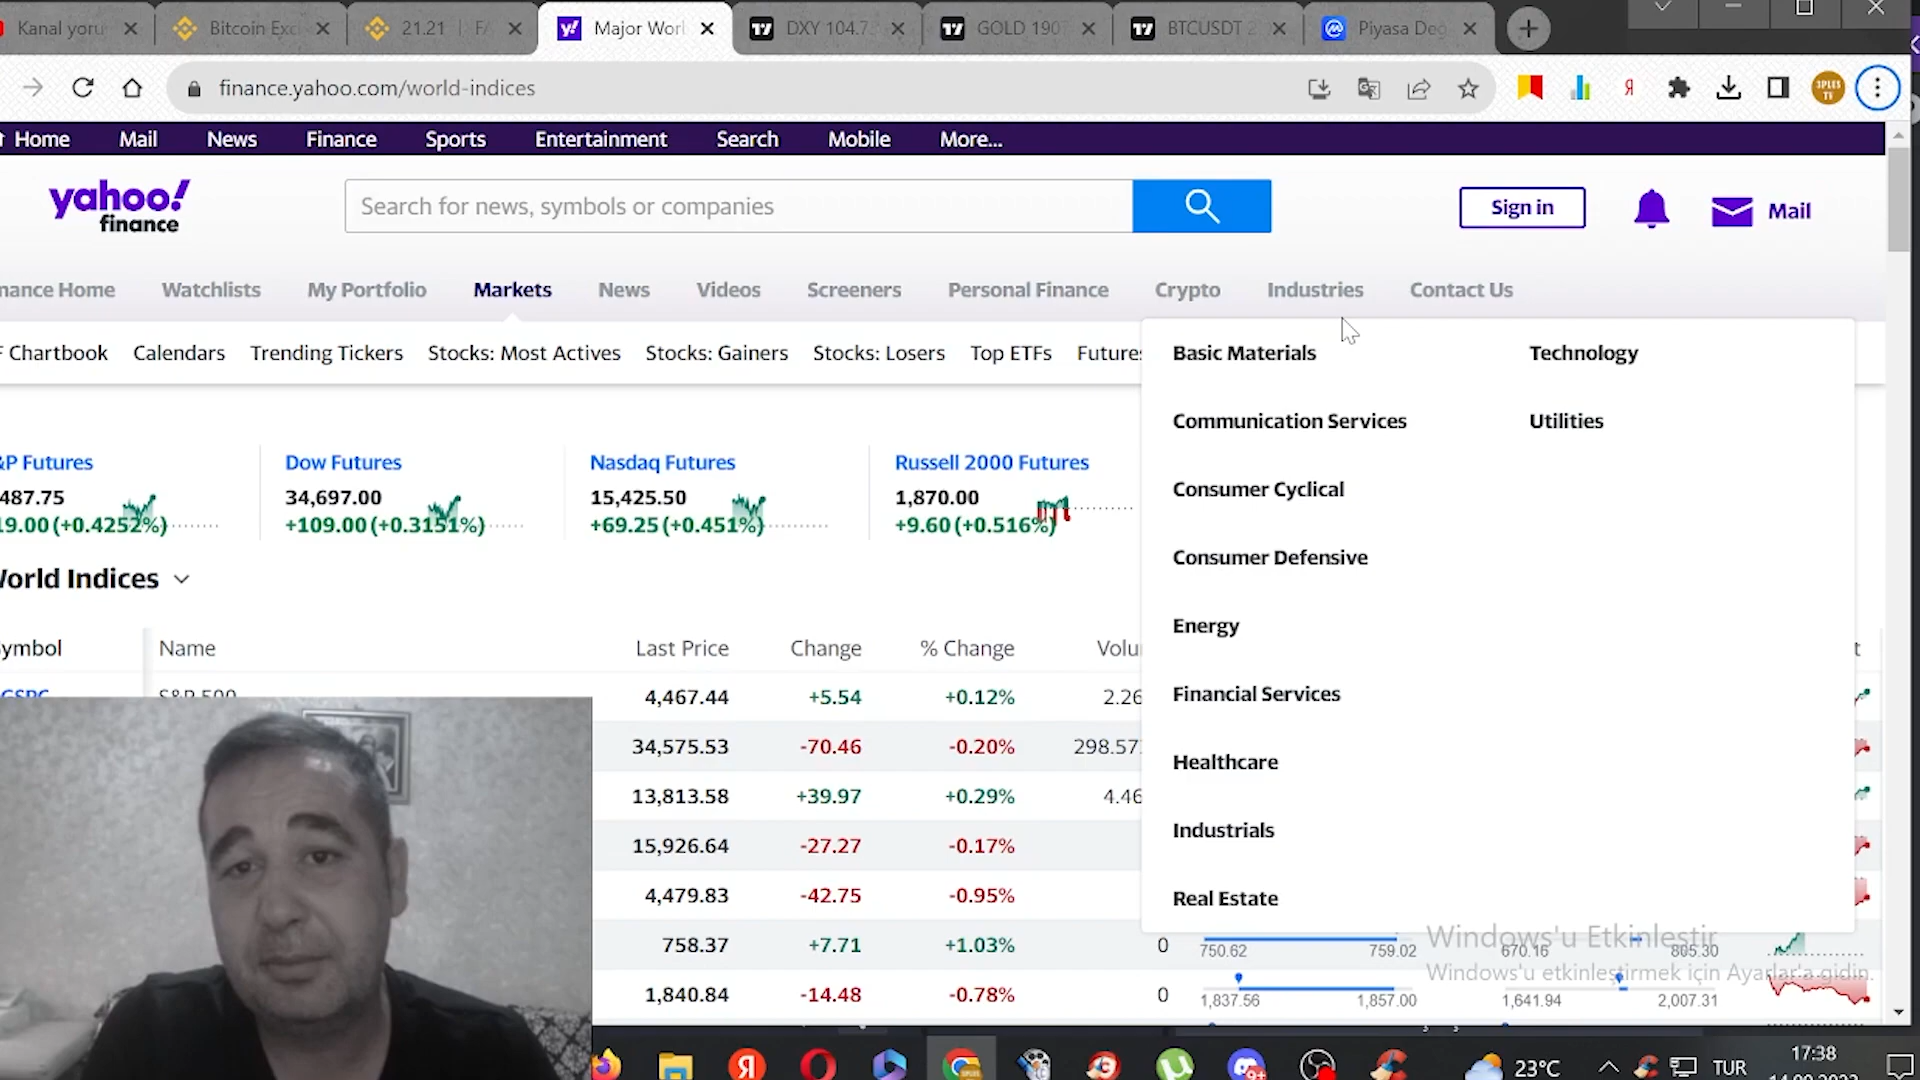 Kanal yoru
Bitcoin Exc
21.21
Major Worl
DXY 104.7
GOLD 190
BTCUSDT 2
Piyasa Değ
finance.yahoo.com/world-indices
3PLES TV
Home Mail News Finance Sports Entertainment Search Mobile More...
yahoo!
finance
Search for news, symbols or companies
Sign in
Mail
nance Home Watchlists My Portfolio Markets News Videos Screeners Personal Finance Crypto Industries Contact Us
F Chartbook Calendars Trending Tickers Stocks: Most Actives Stocks: Gainers Stocks: Losers Top ETFs Futures
Basic Materials
Technology
Communication Services
Utilities
Consumer Cyclical
Consumer Defensive
Energy
Financial Services
Healthcare
Industrials
Real Estate
&P Futures
487.75
19.00 (+0.4252%)
Dow Futures
34,697.00
+109.00 (+0.3151%)
Nasdaq Futures
15,425.50
+69.25 (+0.451%)
Russell 2000 Futures
1,870.00
+9.60 (+0.516%)
World Indices
ymbol Name Last Price Change % Change Volu t
GSPC S&P 500 4,467.44 +5.54 +0.12% 2.26
34,575.53 -70.46 -0.20% 298.57
13,813.58 +39.97 +0.29% 4.46
15,926.64 -27.27 -0.17%
4,479.83 -42.75 -0.95%
758.37 +7.71 +1.03% 0 750.62 759.02 670.16 805.30
1,840.84 -14.48 -0.78% 0 1,837.56 1,857.00 1,641.94 2,007.31
Windows'u Etkinleştir
Windows'u etkinleştirmek için Ayarlar'a gidin.
9+
23°C
TUR
17:38